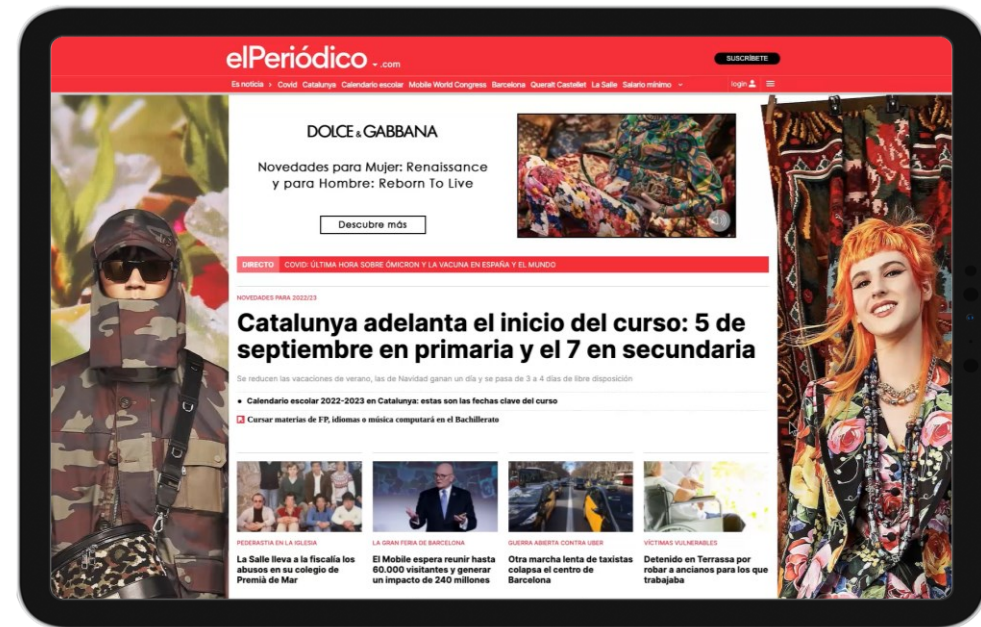 elPeriódico .com
SUSCRÍBETE
Es noticia > Covid Catalunya Calendario escolar Mobile World Congress Barcelona Queralt Castellet La Salle Salario mínimo
login
DOLCE & GABBANA
Novedades para Mujer: Renaissance
y para Hombre: Reborn To Live
Descubre más
DIRECTO COVID: ÚLTIMA HORA SOBRE ÓMICRON Y LA VACUNA EN ESPAÑA Y EL MUNDO
NOVEDADES PARA 2022/23
Catalunya adelanta el inicio del curso: 5 de
septiembre en primaria y el 7 en secundaria
Se reducen las vacaciones de verano, las de Navidad ganan un día y se pasa de 3 a 4 días de libre disposición
• Calendario escolar 2022-2023 en Catalunya: estas son las fechas clave del curso
Cursar materias de FP, idiomas o música computará en el Bachillerato
PEDERASTIA EN LA IGLESIA
La Salle lleva a la fiscalía los
abusos en su colegio de
Premià de Mar
LA GRAN FERIA DE BARCELONA
El Mobile espera reunir hasta
60.000 visitantes y generar
un impacto de 240 millones
GUERRA ABIERTA CONTRA UBER
Otra marcha lenta de taxistas
colapsa el centro de
Barcelona
VÍCTIMAS VULNERABLES
Detenido en Terrassa por
robar a ancianos para los que
trabajaba